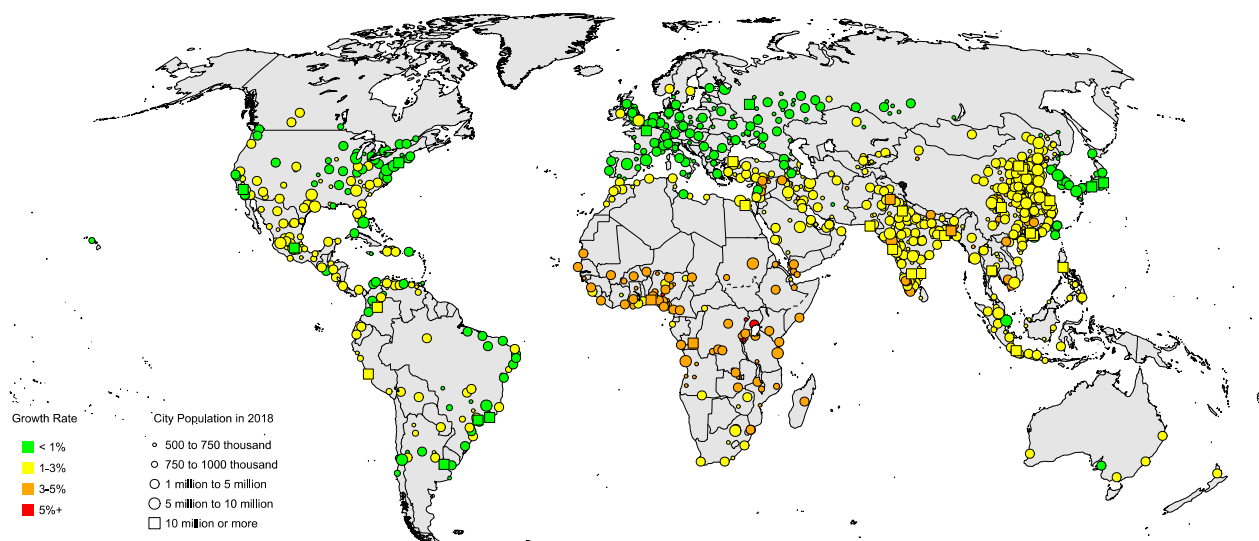 Growth Rate
< 1%
1-3%
3-5%
5%+
City Population in 2018
500 to 750 thousand
750 to 1000 thousand
1 million to 5 million
5 million to 10 million
10 million or more